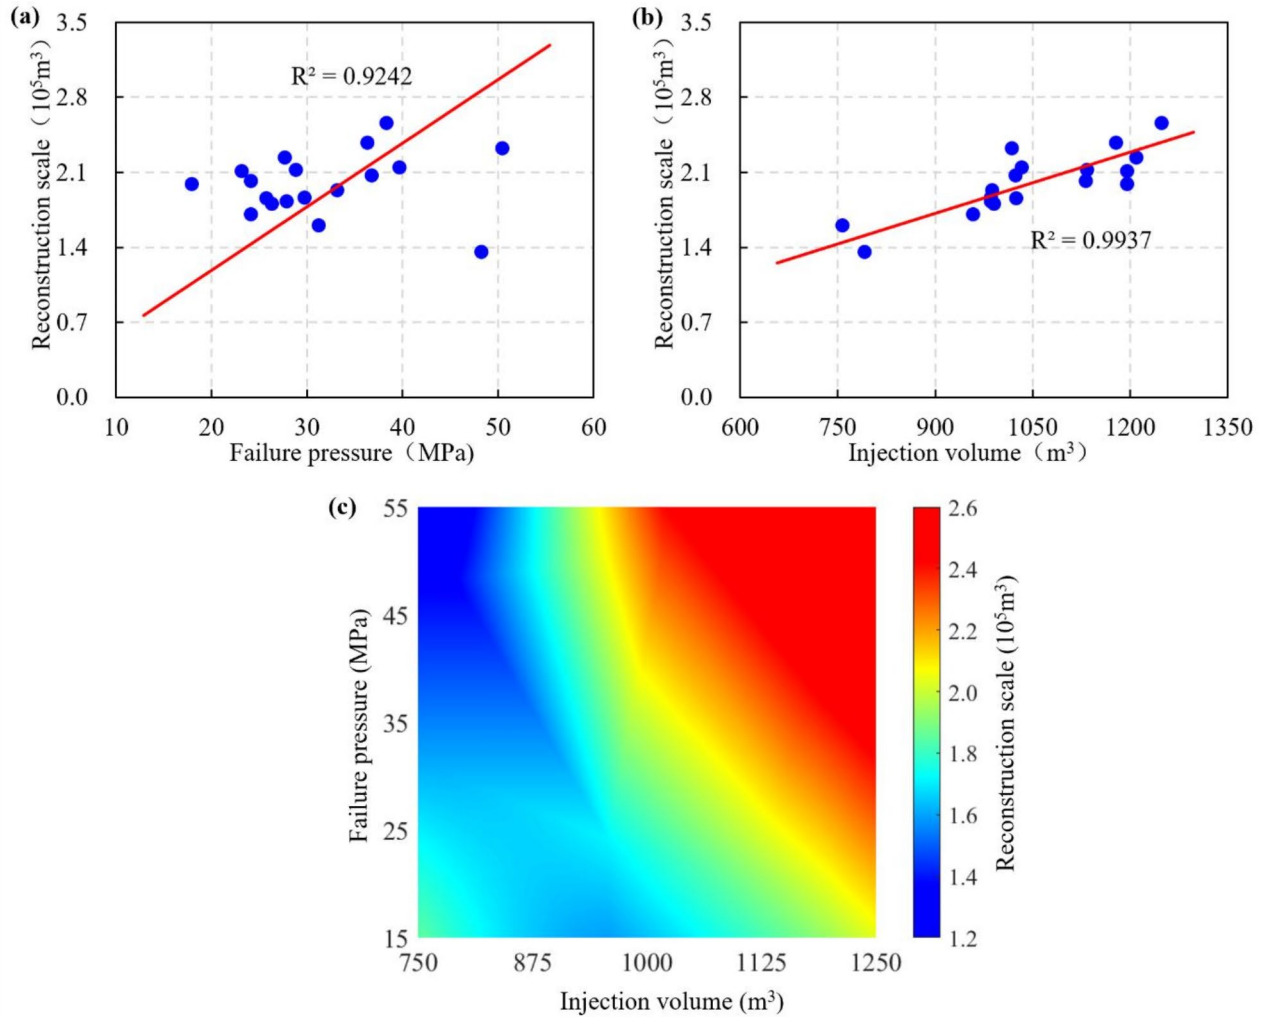 (a)
3.5
2.8
2.1
1.4
0.7
0.0
Reconstruction scale（10⁵m³）
R² = 0.9242
10 20 30 40 50 60
Failure pressure（MPa）
(b)
3.5
2.8
2.1
1.4
0.7
0.0
Reconstruction scale（10⁵m³）
R² = 0.9937
600 750 900 1050 1200 1350
Injection volume（m³）
(c)
55
45
35
25
15
Failure pressure (MPa)
750 875 1000 1125 1250
Injection volume (m³)
2.6
2.4
2.2
2.0
1.8
1.6
1.4
1.2
Reconstruction scale (10⁵m³)